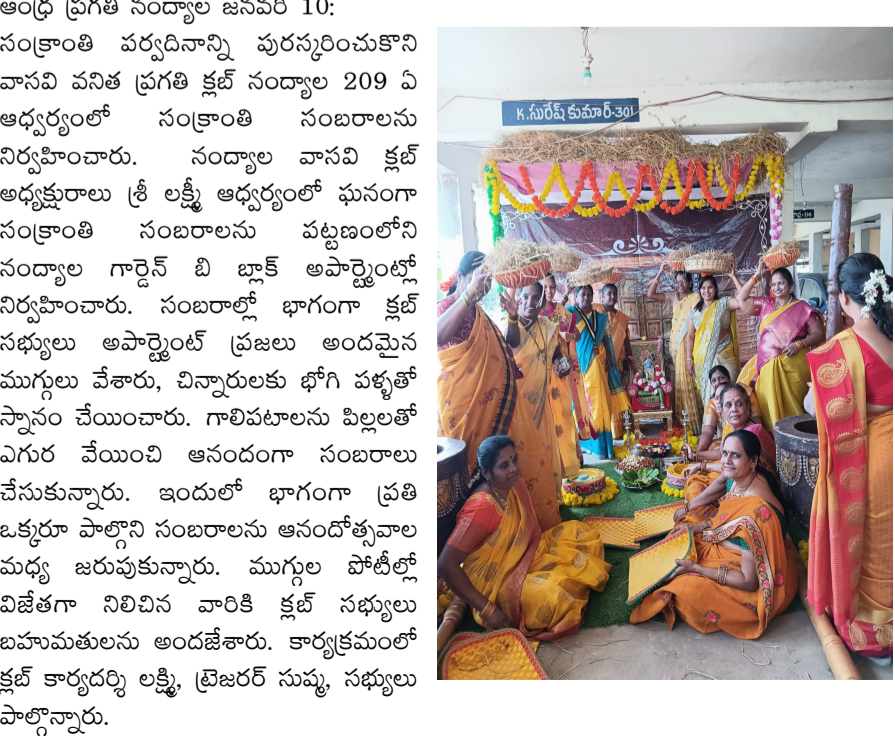 ఆంధ్ర ప్రగతి నంద్యాల జనవరి 10:
సంక్రాంతి పర్వదినాన్ని పురస్కరించుకొని
వాసవి వనిత ప్రగతి క్లబ్ నంద్యాల 209 ఏ
ఆధ్వర్యంలో సంక్రాంతి సంబరాలను
నిర్వహించారు. నంద్యాల వాసవి క్లబ్
అధ్యక్షురాలు శ్రీ లక్ష్మీ ఆధ్వర్యంలో ఘనంగా
సంక్రాంతి సంబరాలను పట్టణంలోని
నంద్యాల గార్డెన్ బి బ్లాక్ అపార్ట్మెంట్లో
నిర్వహించారు. సంబరాల్లో భాగంగా క్లబ్
సభ్యులు అపార్ట్మెంట్ ప్రజలు అందమైన
ముగ్గులు వేశారు, చిన్నారులకు భోగి పళ్ళతో
స్నానం చేయించారు. గాలిపటాలను పిల్లలతో
ఎగుర వేయించి ఆనందంగా సంబరాలు
చేసుకున్నారు. ఇందులో భాగంగా ప్రతి
ఒక్కరూ పాల్గొని సంబరాలను ఆనందోత్సవాల
మధ్య జరుపుకున్నారు. ముగ్గుల పోటీల్లో
విజేతగా నిలిచిన వారికి క్లబ్ సభ్యులు
బహుమతులను అందజేశారు. కార్యక్రమంలో
క్లబ్ కార్యదర్శి లక్ష్మి, ట్రెజరర్ సుష్మ, సభ్యులు
పాల్గొన్నారు.
K.సురేష్ కుమార్-301